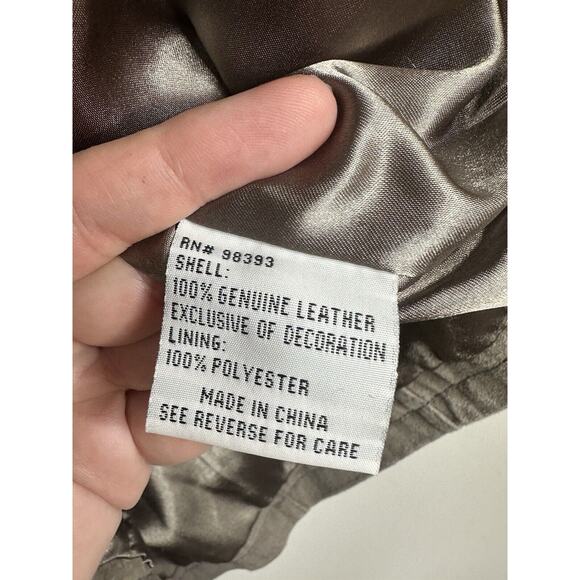 RN# 98393
SHELL:
100% GENUINE LEATHER
EXCLUSIVE OF DECORATION
LINING:
100% POLYESTER
MADE IN CHINA
SEE REVERSE FOR CARE